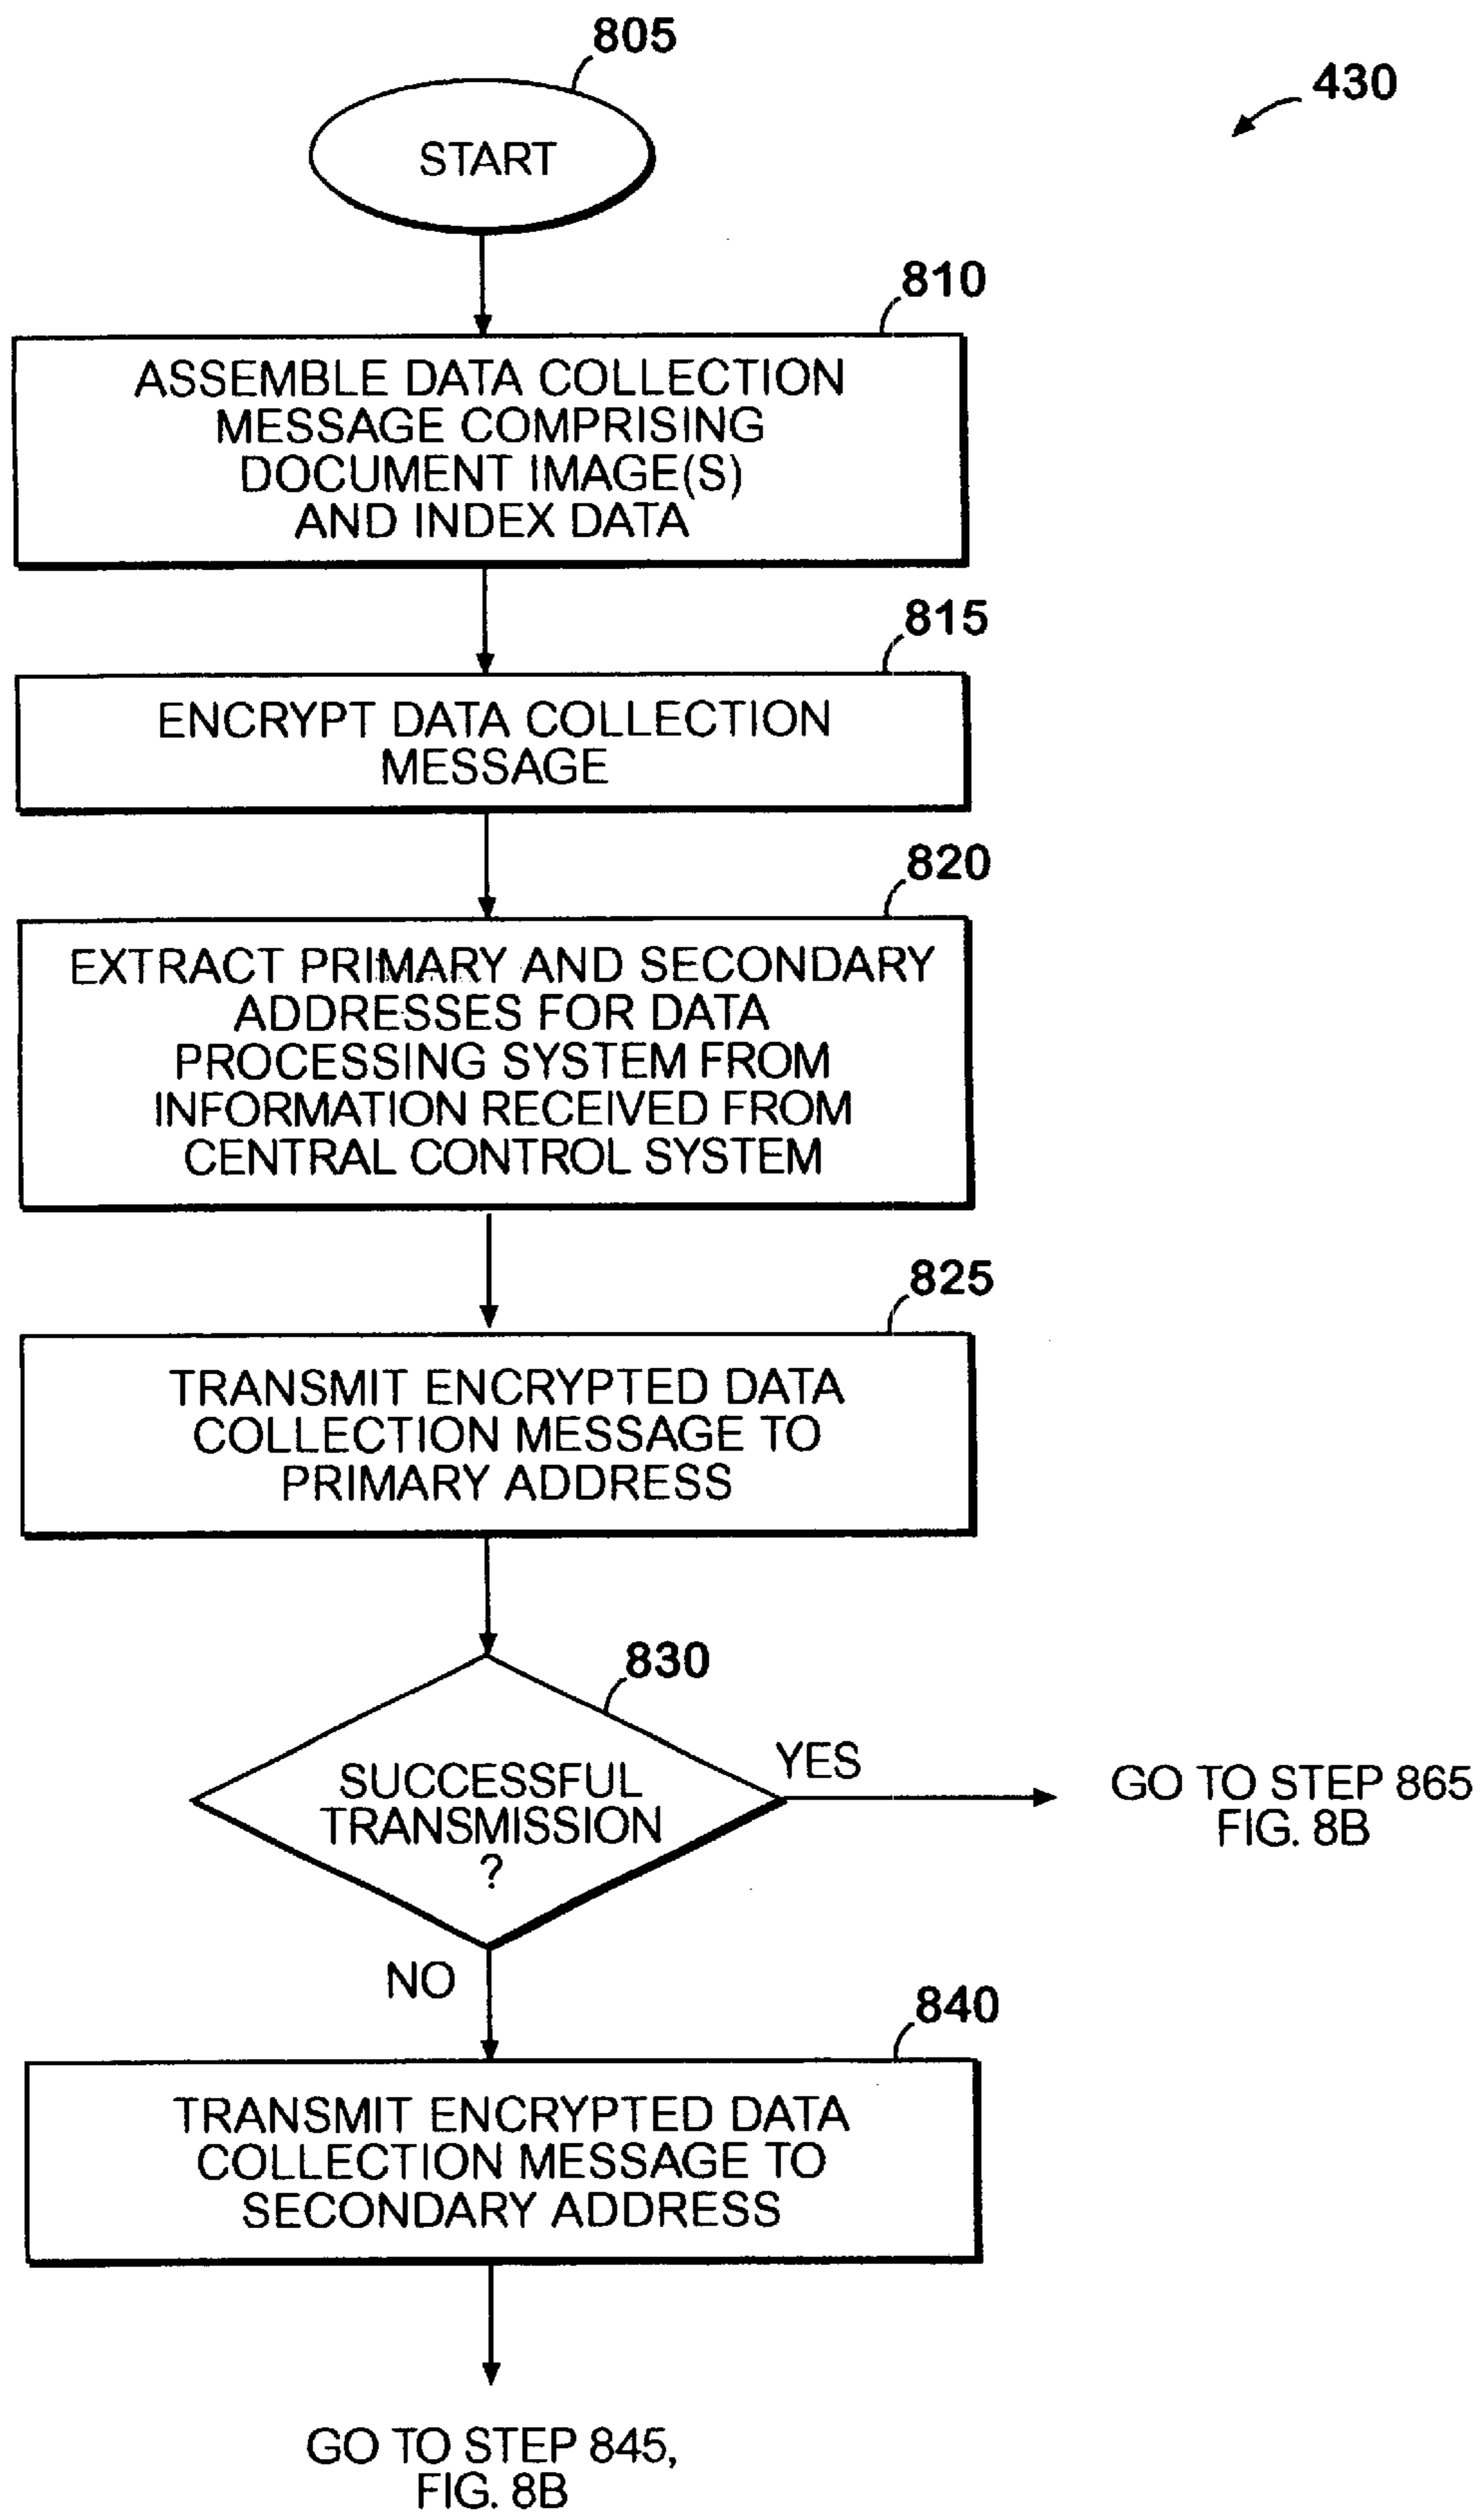 805
430
START
810
ASSEMBLE DATA COLLECTION
MESSAGE COMPRISING
DOCUMENT IMAGE(S)
AND INDEX DATA
815
ENCRYPT DATA COLLECTION
MESSAGE
820
EXTRACT PRIMARY AND SECONDARY
ADDRESSES FOR DATA
PROCESSING SYSTEM FROM
INFORMATION RECEIVED FROM
CENTRAL CONTROL SYSTEM
825
TRANSMIT ENCRYPTED DATA
COLLECTION MESSAGE TO
PRIMARY ADDRESS
830
SUCCESSFUL
TRANSMISSION
?
YES
GO TO STEP 865
FIG. 8B
NO
840
TRANSMIT ENCRYPTED DATA
COLLECTION MESSAGE TO
SECONDARY ADDRESS
GO TO STEP 845,
FIG. 8B